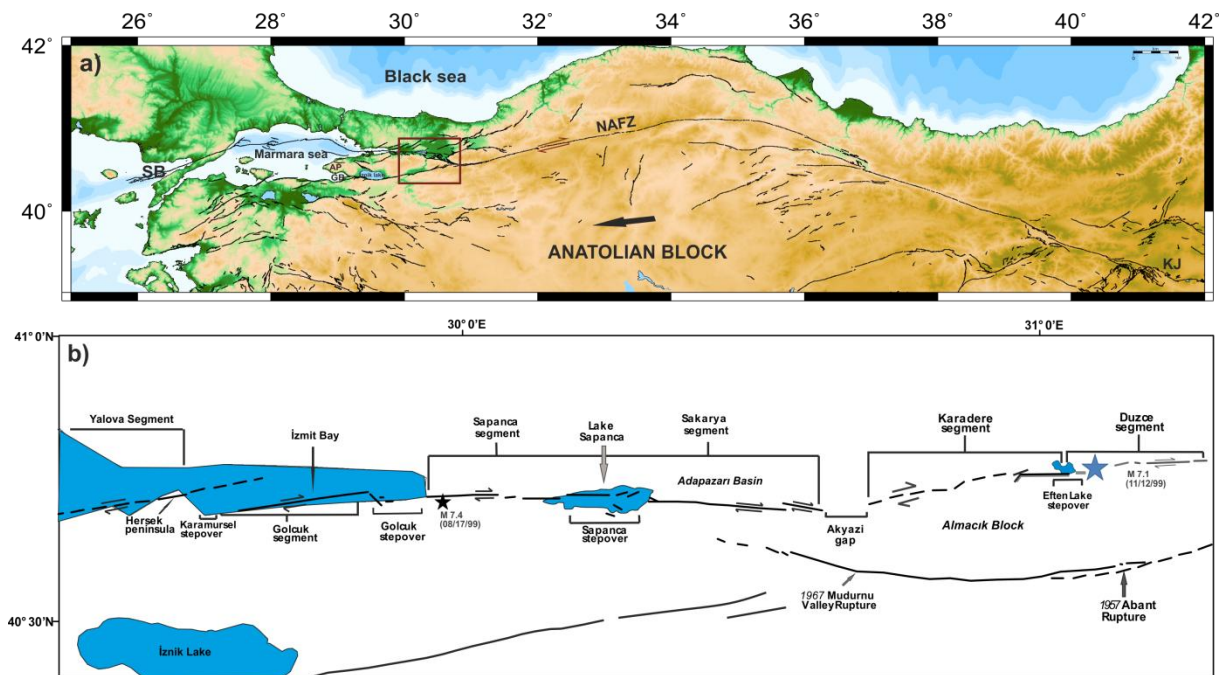 26 28 30 32 34 36 38 40 42
42°
a)
Black sea
NAFZ
Marmara sea
SB
AP
GB
40°
ANATOLIAN BLOCK
KJ
30°0'E 31°0'E
41°0'N
b)
Yalova Segment
İzmit Bay
Sapanca
segment
Lake
Sapanca
Sakarya
segment
Karadere
segment
Duzce
segment
Adapazarı Basin
M 7.1
(11/12/99)
Hersek
peninsula
Karamursel
stepover
Golcuk
segment
Golcuk
stepover
M 7.4
(08/17/99)
Sapanca
stepover
Akyazi
gap
Almacık Block
Eften Lake
stepover
1967 Mudurnu
Valley Rupture
1957 Abant
Rupture
40°30'
İznik Lake